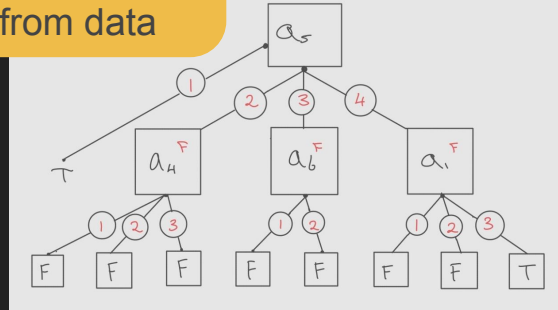 from data
a₅
1 2 3 4
T
a₄ F a₆ F a₁ F
1 2 3 1 2 1 2 3
F F F F F F F T